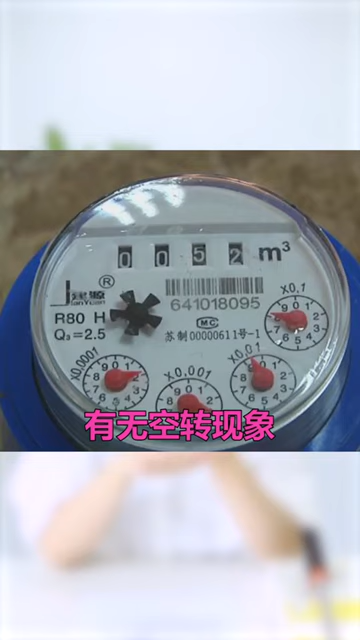 0 0 5 2 m³
®
JianYuan
R80 H
Q₃=2.5
641018095
MC
苏制00000611号-1
X0.1
X0.01
X0.001
X0.0001
有无空转现象